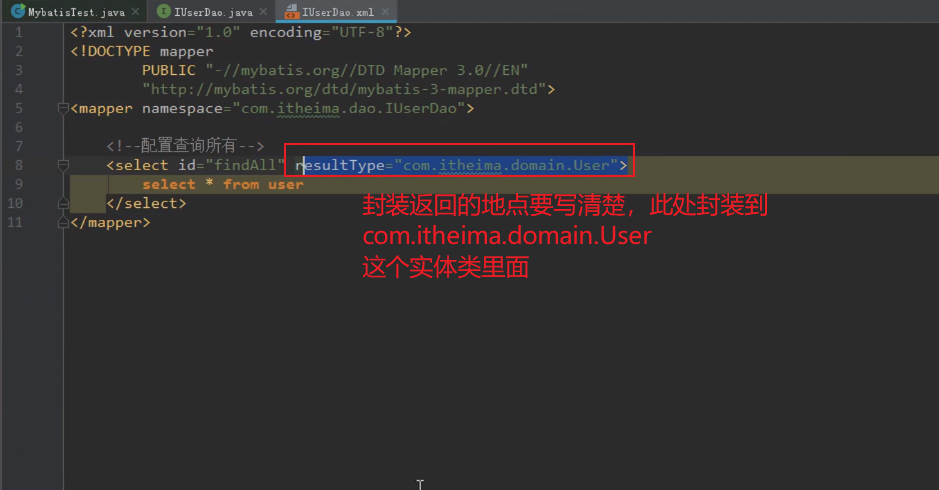 MybatisTest.java × IUserDao.java × IUserDao.xml ×
1 <?xml version="1.0" encoding="UTF-8"?>
2 <!DOCTYPE mapper
3 PUBLIC "-//mybatis.org//DTD Mapper 3.0//EN"
4 "http://mybatis.org/dtd/mybatis-3-mapper.dtd">
5 <mapper namespace="com.itheima.dao.IUserDao">
6
7 <!--配置查询所有-->
8 <select id="findAll" resultType="com.itheima.domain.User">
9 select * from user
10 </select>
11 </mapper>
封装返回的地点要写清楚，此处封装到
com.itheima.domain.User
这个实体类里面